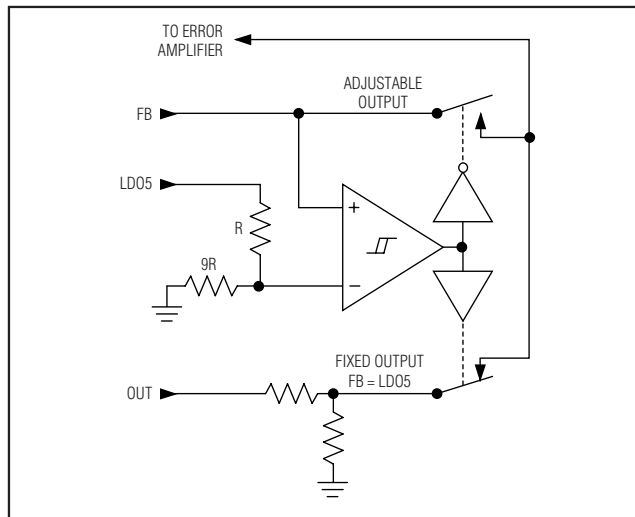 TO ERROR
AMPLIFIER
ADJUSTABLE
OUTPUT
FB
LDO5
R
+
9R
−
FIXED OUTPUT
FB = LDO5
OUT